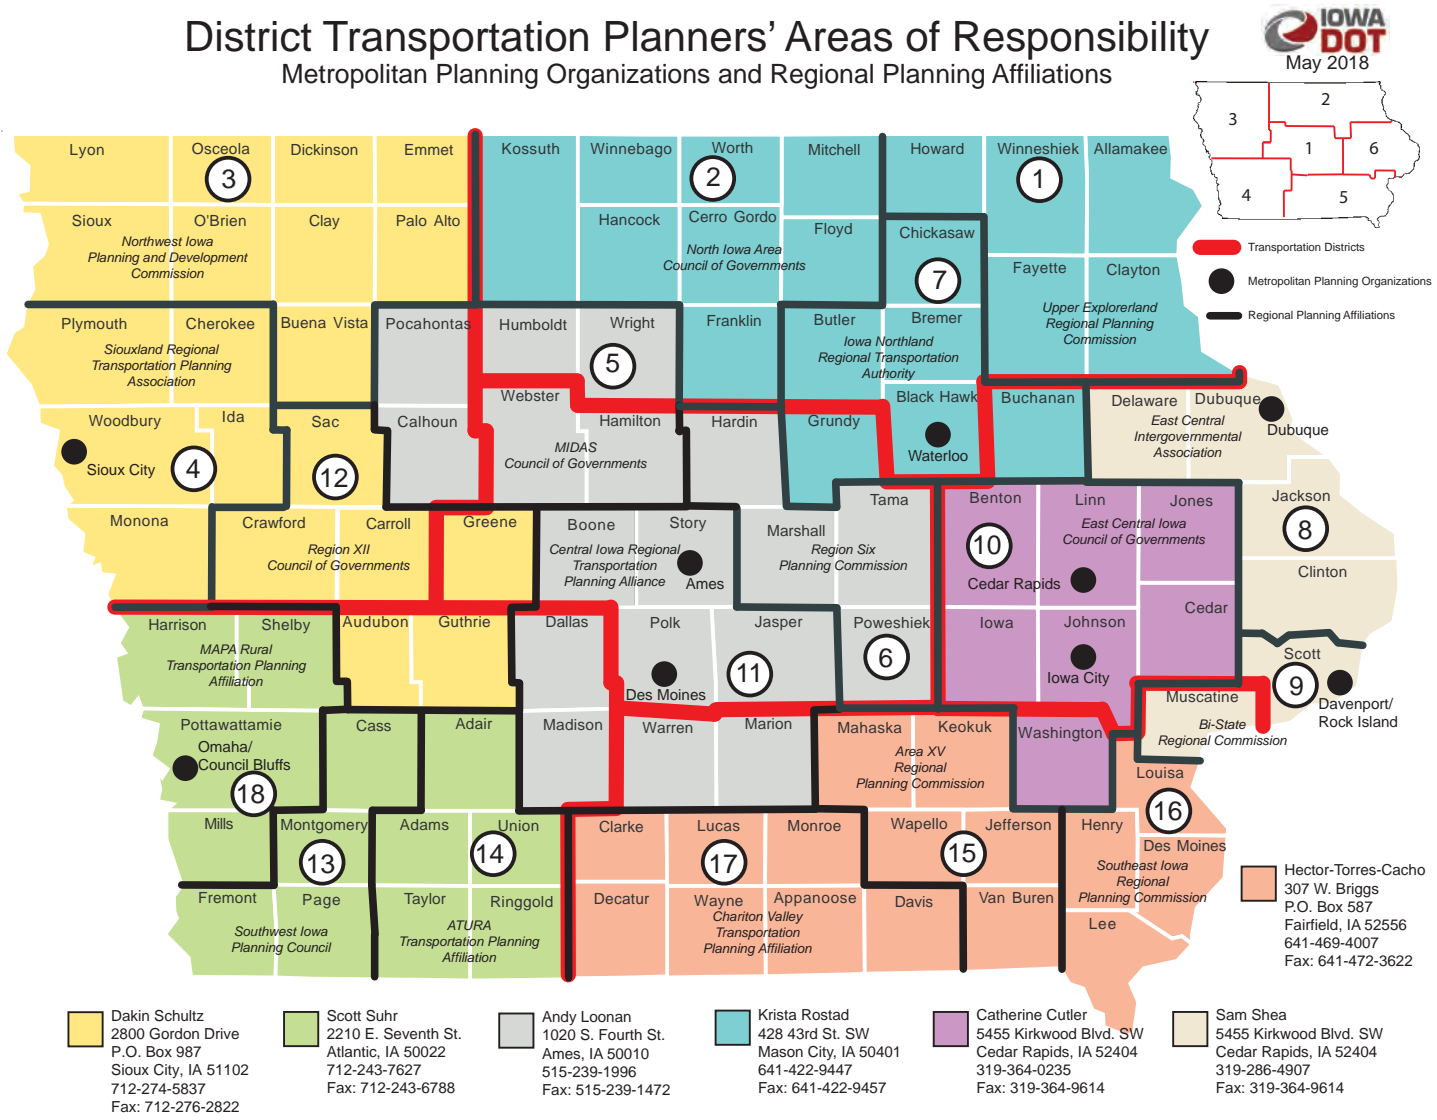 District Transportation Planners' Areas of Responsibility
Metropolitan Planning Organizations and Regional Planning Affiliations
IOWA
DOT
May 2018
3
2
1
6
4
5
Transportation Districts
Metropolitan Planning Organizations
Regional Planning Affiliations
Lyon
Osceola
Dickinson
Emmet
Kossuth
Winnebago
Worth
Mitchell
Howard
Winneshiek
Allamakee
3
2
1
Sioux
O'Brien
Clay
Palo Alto
Hancock
Cerro Gordo
Floyd
Chickasaw
Northwest Iowa
Planning and Development
Commission
North Iowa Area
Council of Governments
7
Fayette
Clayton
Upper Explorerland
Regional Planning
Commission
Plymouth
Cherokee
Buena Vista
Pocahontas
Humboldt
Wright
Franklin
Butler
Bremer
Siouxland Regional
Transportation Planning
Association
5
Iowa Northland
Regional Transportation
Authority
Webster
Black Hawk
Buchanan
Delaware
Dubuque
Woodbury
Ida
Sac
Calhoun
Hamilton
Hardin
Grundy
Waterloo
East Central
Intergovernmental
Association
Dubuque
Sioux City
4
12
MIDAS
Council of Governments
Monona
Crawford
Carroll
Greene
Boone
Story
Marshall
Tama
Benton
Linn
Jones
Jackson
8
Region XII
Council of Governments
Central Iowa Regional
Transportation
Planning Alliance
Ames
Region Six
Planning Commission
10
East Central Iowa
Council of Governments
Cedar Rapids
Clinton
Harrison
Shelby
Audubon
Guthrie
Dallas
Polk
Jasper
Poweshiek
Iowa
Johnson
Cedar
MAPA Rural
Transportation Planning
Affiliation
Des Moines
11
6
Iowa City
Scott
9
Davenport/
Rock Island
Muscatine
Bi-State
Regional Commission
Pottawattamie
Cass
Adair
Madison
Warren
Marion
Mahaska
Keokuk
Washington
Omaha/
Council Bluffs
18
Area XV
Regional
Planning Commission
Louisa
16
Mills
Montgomery
Adams
Union
Clarke
Lucas
Monroe
Wapello
Jefferson
Henry
Des Moines
13
14
17
15
Southeast Iowa
Regional
Planning Commission
Fremont
Page
Taylor
Ringgold
Decatur
Wayne
Appanoose
Davis
Van Buren
Lee
Southwest Iowa
Planning Council
ATURA
Transportation Planning
Affiliation
Chariton Valley
Transportation
Planning Affiliation
Hector-Torres-Cacho
307 W. Briggs
P.O. Box 587
Fairfield, IA 52556
641-469-4007
Fax: 641-472-3622
Dakin Schultz
2800 Gordon Drive
P.O. Box 987
Sioux City, IA 51102
712-274-5837
Fax: 712-276-2822
Scott Suhr
2210 E. Seventh St.
Atlantic, IA 50022
712-243-7627
Fax: 712-243-6788
Andy Loonan
1020 S. Fourth St.
Ames, IA 50010
515-239-1996
Fax: 515-239-1472
Krista Rostad
428 43rd St. SW
Mason City, IA 50401
641-422-9447
Fax: 641-422-9457
Catherine Cutler
5455 Kirkwood Blvd. SW
Cedar Rapids, IA 52404
319-364-0235
Fax: 319-364-9614
Sam Shea
5455 Kirkwood Blvd. SW
Cedar Rapids, IA 52404
319-286-4907
Fax: 319-364-9614